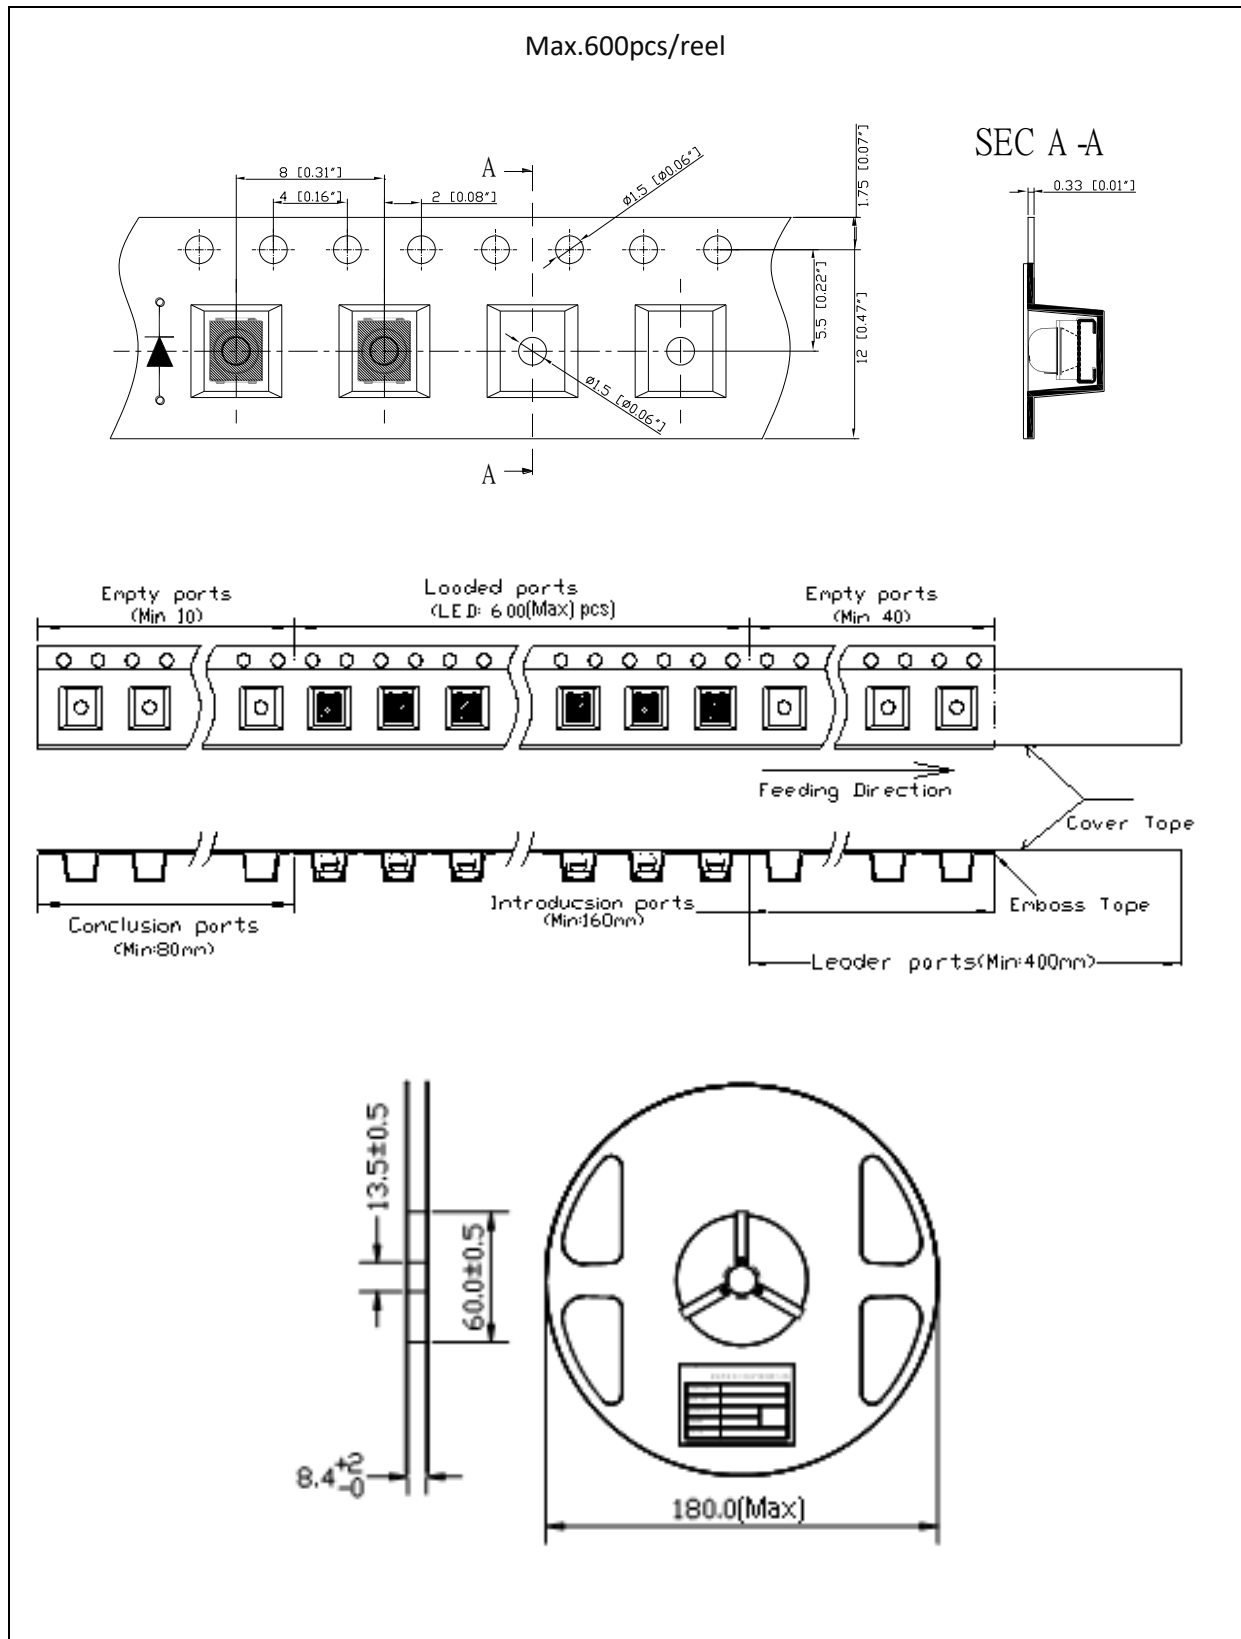 Max.600pcs/reel
SEC A -A
8 [0.31"]
4 [0.16"]
2 [0.08"]
A
ø1.5 [ø0.06"]
1.75 [0.07"]
0.33 [0.01"]
5.5 [0.22"]
12 [0.47"]
ø1.5 [ø0.06"]
A
Empty ports
(Min 10)
Looded ports
(LED: 600(Max) pcs)
Empty ports
(Min 40)
Feeding Direction
Cover Tope
Conclusion ports
(Min:80mm)
Introducsion ports
(Min:160mm)
Emboss Tope
Leoder ports(Min:400mm)
13.5±0.5
60.0±0.5
8.4+2-0
180.0(Max)